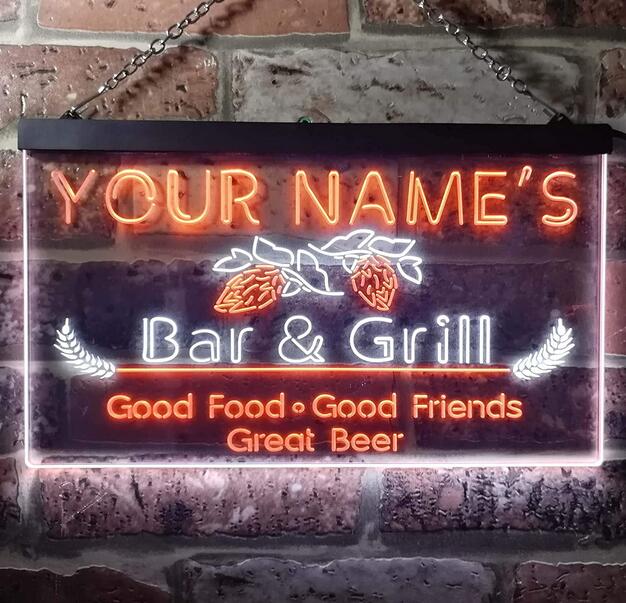 YOUR NAME'S
Bar & Grill
Good Food • Good Friends
Great Beer